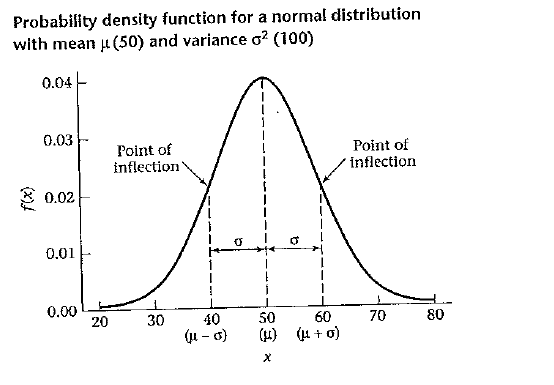 Probability density function for a normal distribution
with mean μ(50) and variance σ² (100)
0.04
0.03
Point of
inflection
Point of
inflection
f(x)
0.02
σ
σ
0.01
0.00
20
30
40
50
60
70
80
(μ – σ)
(μ)
(μ + σ)
x